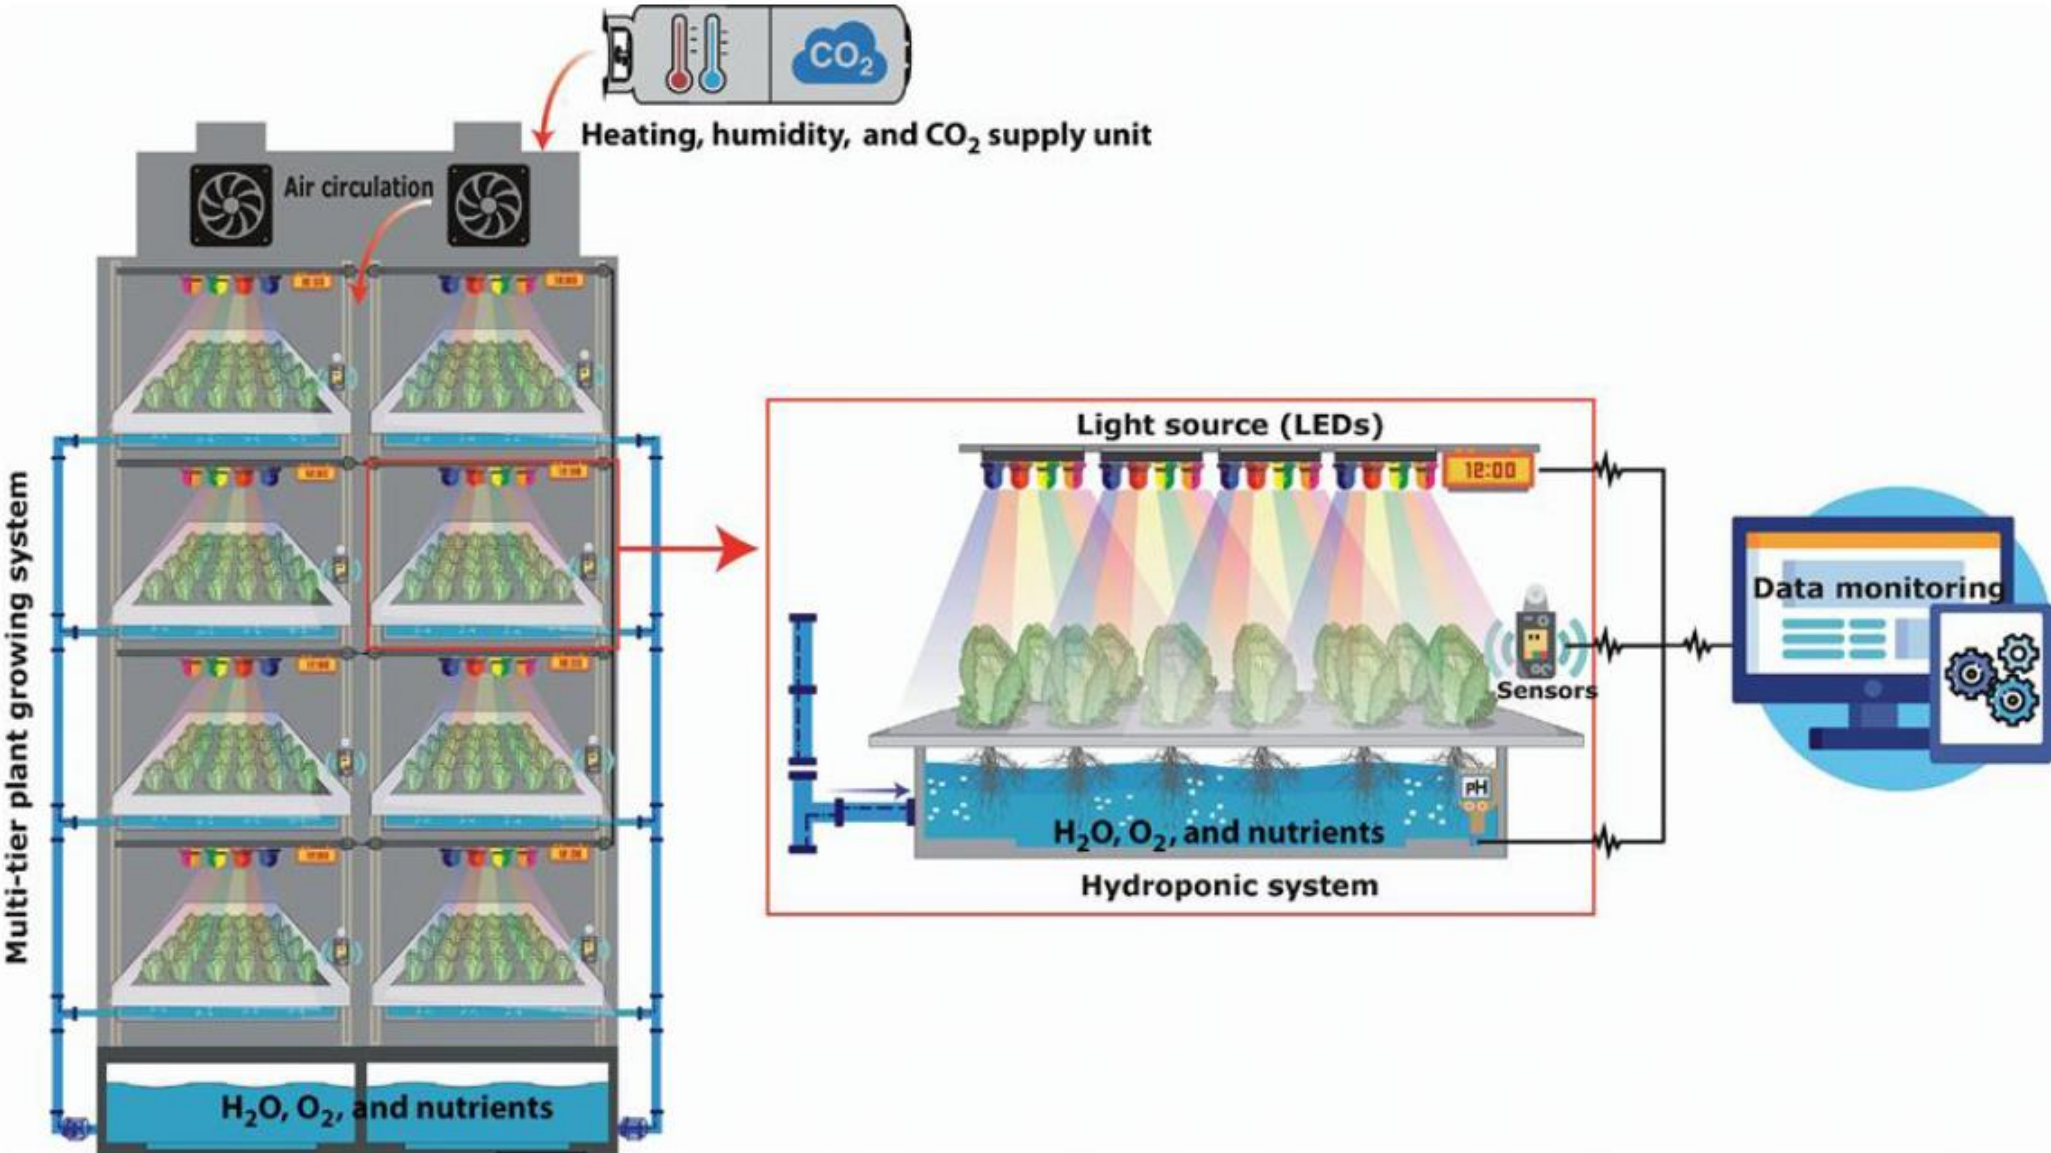 CO₂
Heating, humidity, and CO₂ supply unit
Air circulation
Multi-tier plant growing system
Light source (LEDs)
12:00
Data monitoring
Sensors
pH
H₂O, O₂, and nutrients
Hydroponic system
H₂O, O₂, and nutrients